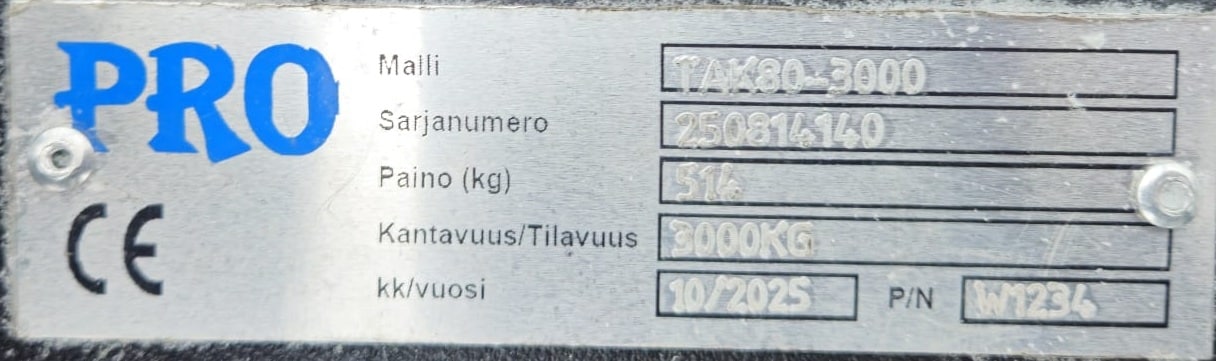 PRO
CE
Malli TAK80-3000
Sarjanumero 250814140
Paino (kg) 514
Kantavuus/Tilavuus 3000KG
kk/vuosi 10/2025 P/N W1234